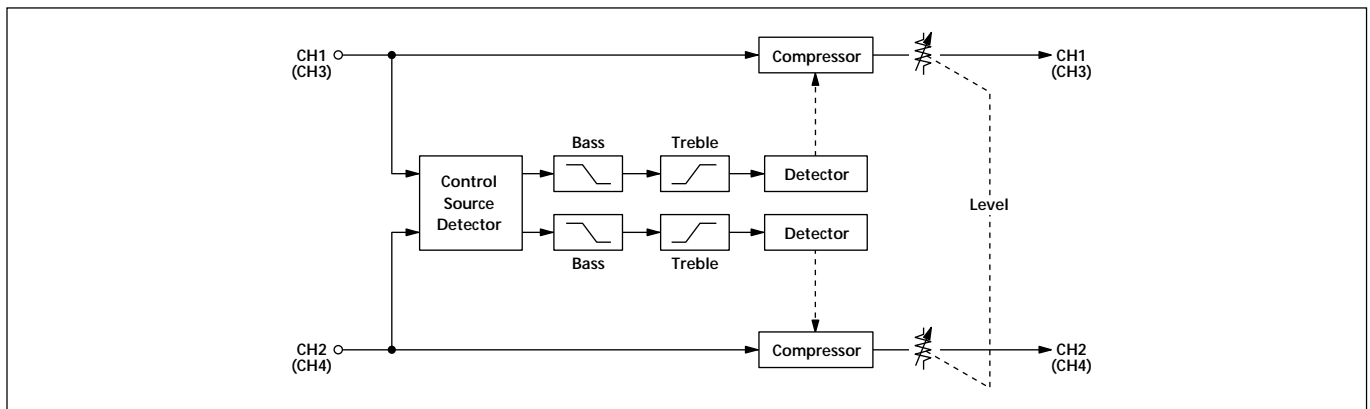 CH1
(CH3)
Compressor
CH1
(CH3)
Bass
Treble
Control
Source
Detector
Detector
Level
Detector
Bass
Treble
CH2
(CH4)
Compressor
CH2
(CH4)